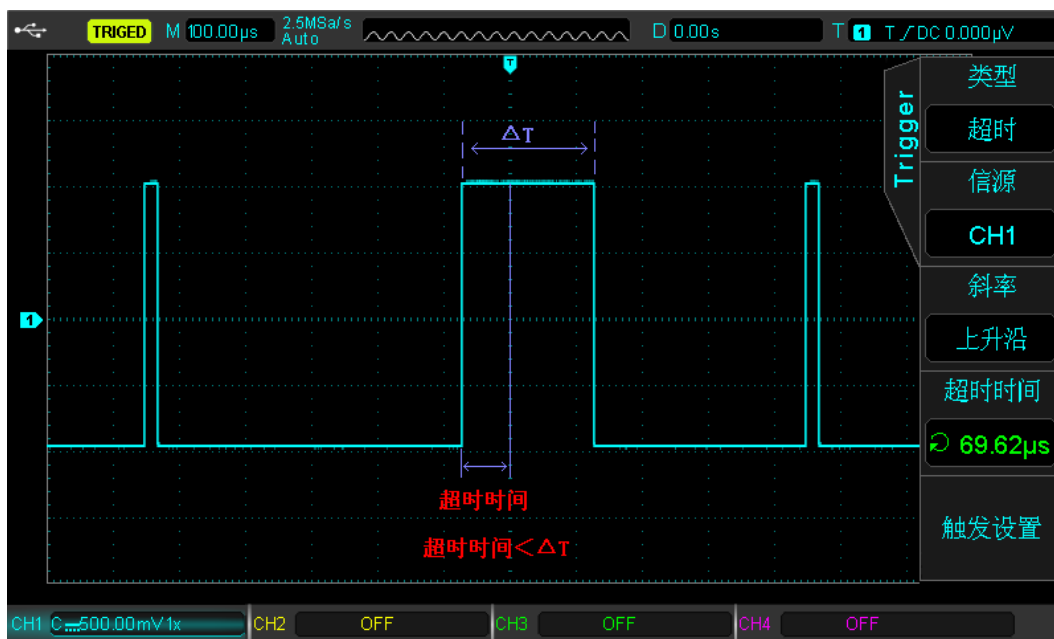 TRIGED M 100.00μs 2.5MSa/s Auto D 0.00s T 1 T DC 0.000μV
T
Trigger
类型
超时
信源
CH1
斜率
上升沿
超时时间
69.62μs
触发设置
△T
1
超时时间
超时时间<△T
CH1 C 500.00mV 1x CH2 OFF CH3 OFF CH4 OFF